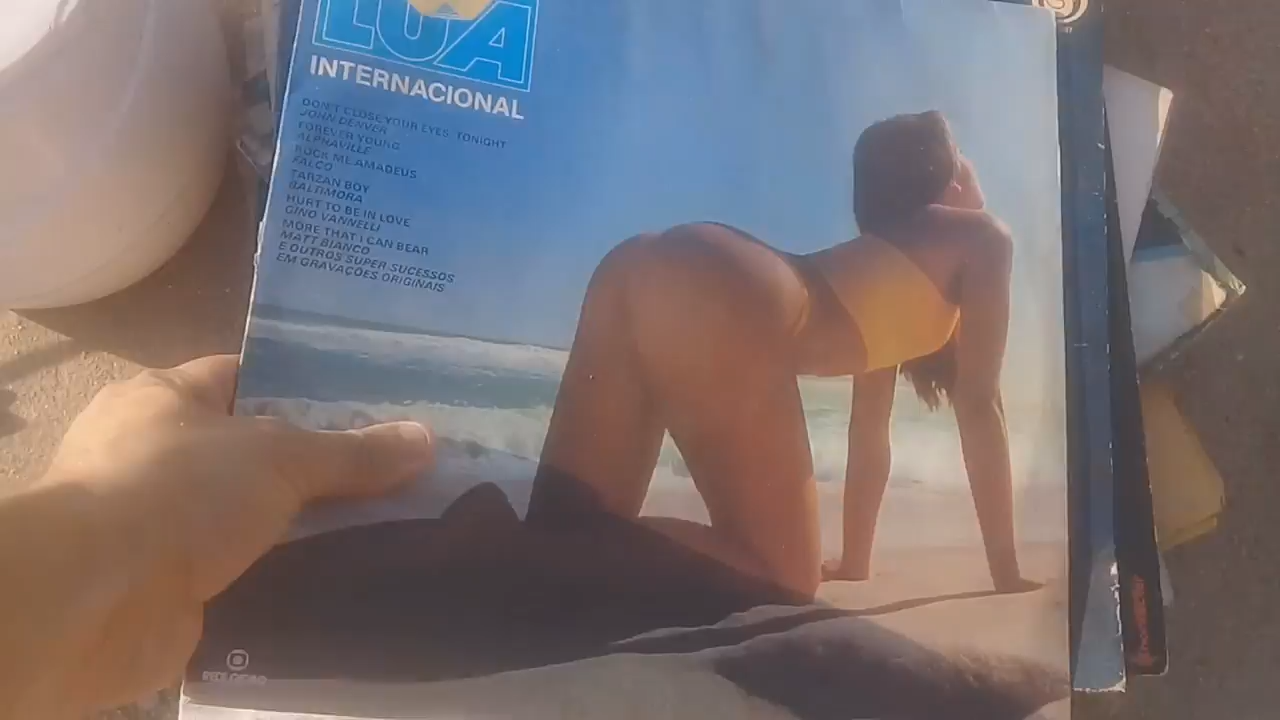 LUA
INTERNACIONAL
DON'T CLOSE YOUR EYES, TONIGHT
JOHN DENVER
FOREVER YOUNG
ALPHAVILLE
ROCK ME AMADEUS
FALCO
TARZAN BOY
BALTIMORA
HURT TO BE IN LOVE
GINO VANNELLI
MORE THAT I CAN BEAR
MATT BIANCO
E OUTROS SUPER SUCESSOS
EM GRAVAÇÕES ORIGINAIS